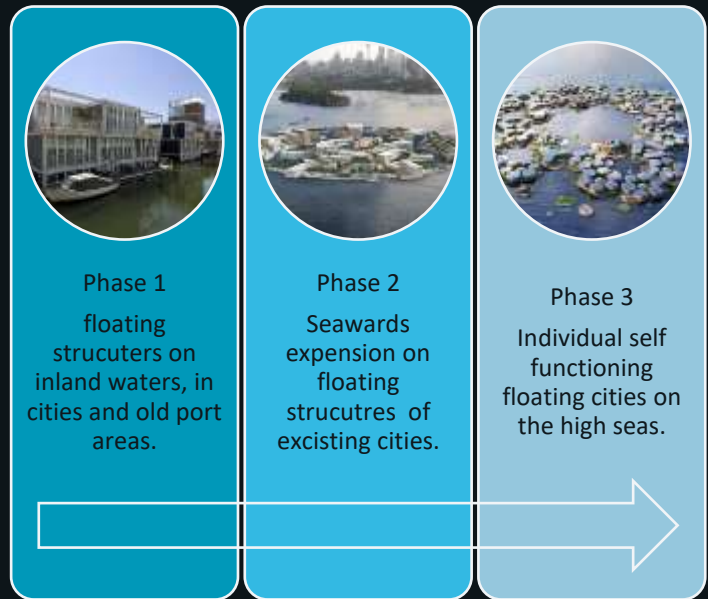 Phase 1
floating
strucuters on
inland waters, in
cities and old port
areas.
Phase 2
Seawards
expension on
floating
strucutres of
excisting cities.
Phase 3
Individual self
functioning
floating cities on
the high seas.